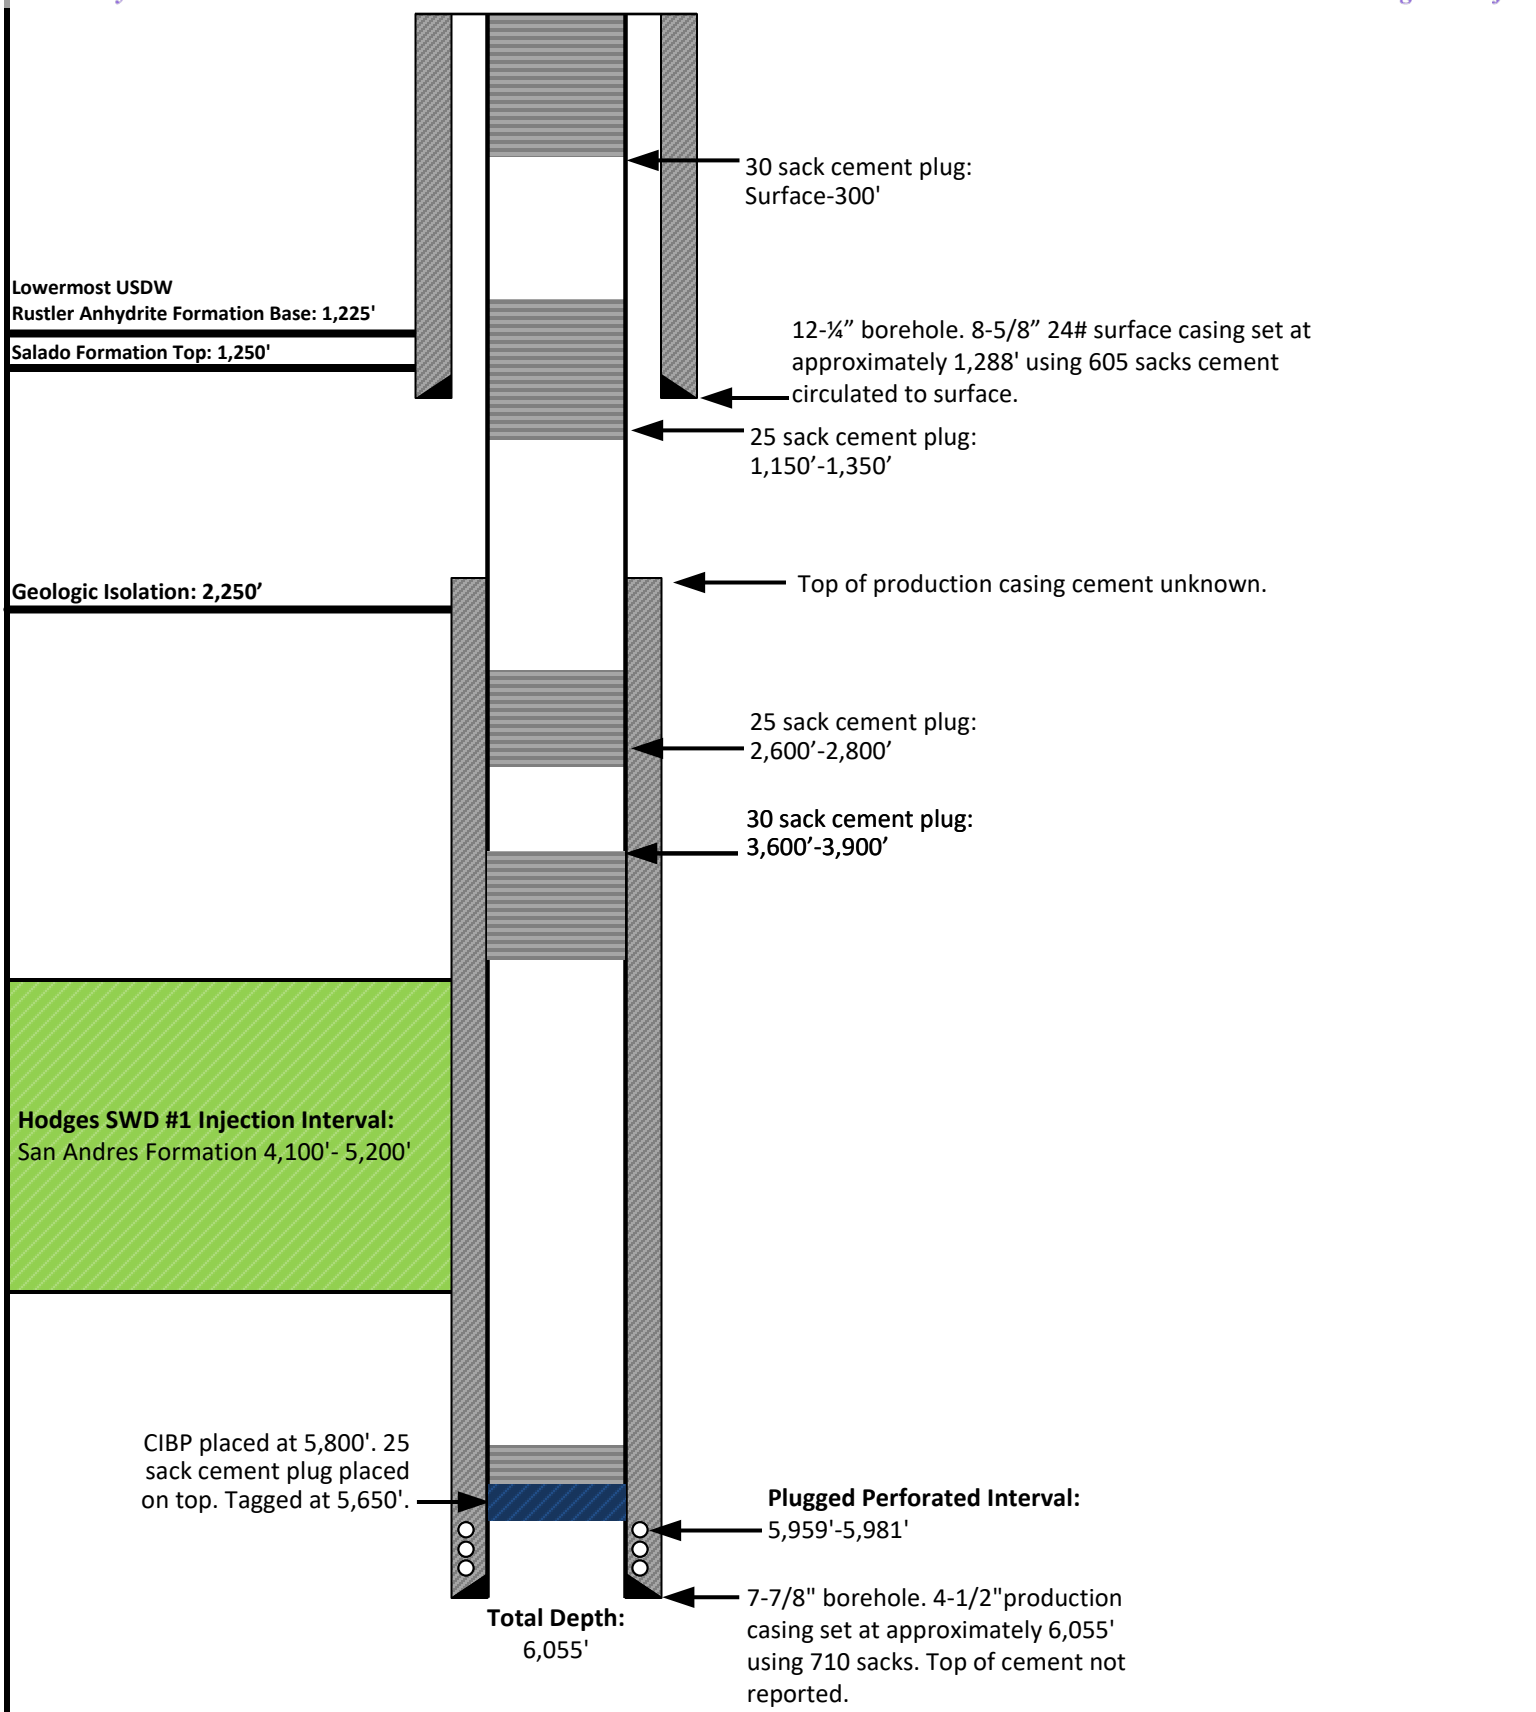 30 sack cement plug:
Surface-300'
Lowermost USDW
Rustler Anhydrite Formation Base: 1,225'
Salado Formation Top: 1,250'
12-¼” borehole. 8-5/8” 24# surface casing set at
approximately 1,288' using 605 sacks cement
circulated to surface.
25 sack cement plug:
1,150’-1,350’
Geologic Isolation: 2,250’
Top of production casing cement unknown.
25 sack cement plug:
2,600’-2,800’
30 sack cement plug:
3,600’-3,900’
Hodges SWD #1 Injection Interval:
San Andres Formation 4,100'- 5,200'
CIBP placed at 5,800'. 25
sack cement plug placed
on top. Tagged at 5,650'.
Plugged Perforated Interval:
5,959'-5,981'
Total Depth:
6,055'
7-7/8" borehole. 4-1/2"production
casing set at approximately 6,055'
using 710 sacks. Top of cement not
reported.